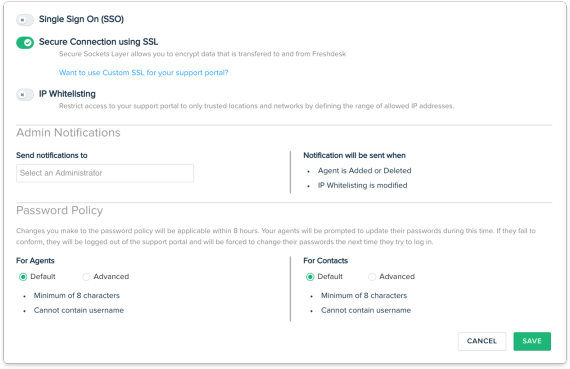 Single Sign On (SSO)
Secure Connection using SSL
Secure Sockets Layer allows you to encrypt data that is transfered to and from Freshdesk
Want to use Custom SSL for your support portal?
IP Whitelisting
Restrict access to your support portal to only trusted locations and networks by defining the range of allowed IP addresses.
Admin Notifications
Send notifications to
Select an Administrator
Notification will be sent when
• Agent is Added or Deleted
• IP Whitelisting is modified
Password Policy
Changes you make to the password policy will be applicable within 8 hours. Your agents will be prompted to update their passwords during this time. If they fail to
conform, they will be logged out of the support portal and will be forced to change their passwords the next time they try to log in.
For Agents
Default Advanced
• Minimum of 8 characters
• Cannot contain username
For Contacts
Default Advanced
• Minimum of 8 characters
• Cannot contain username
CANCEL SAVE